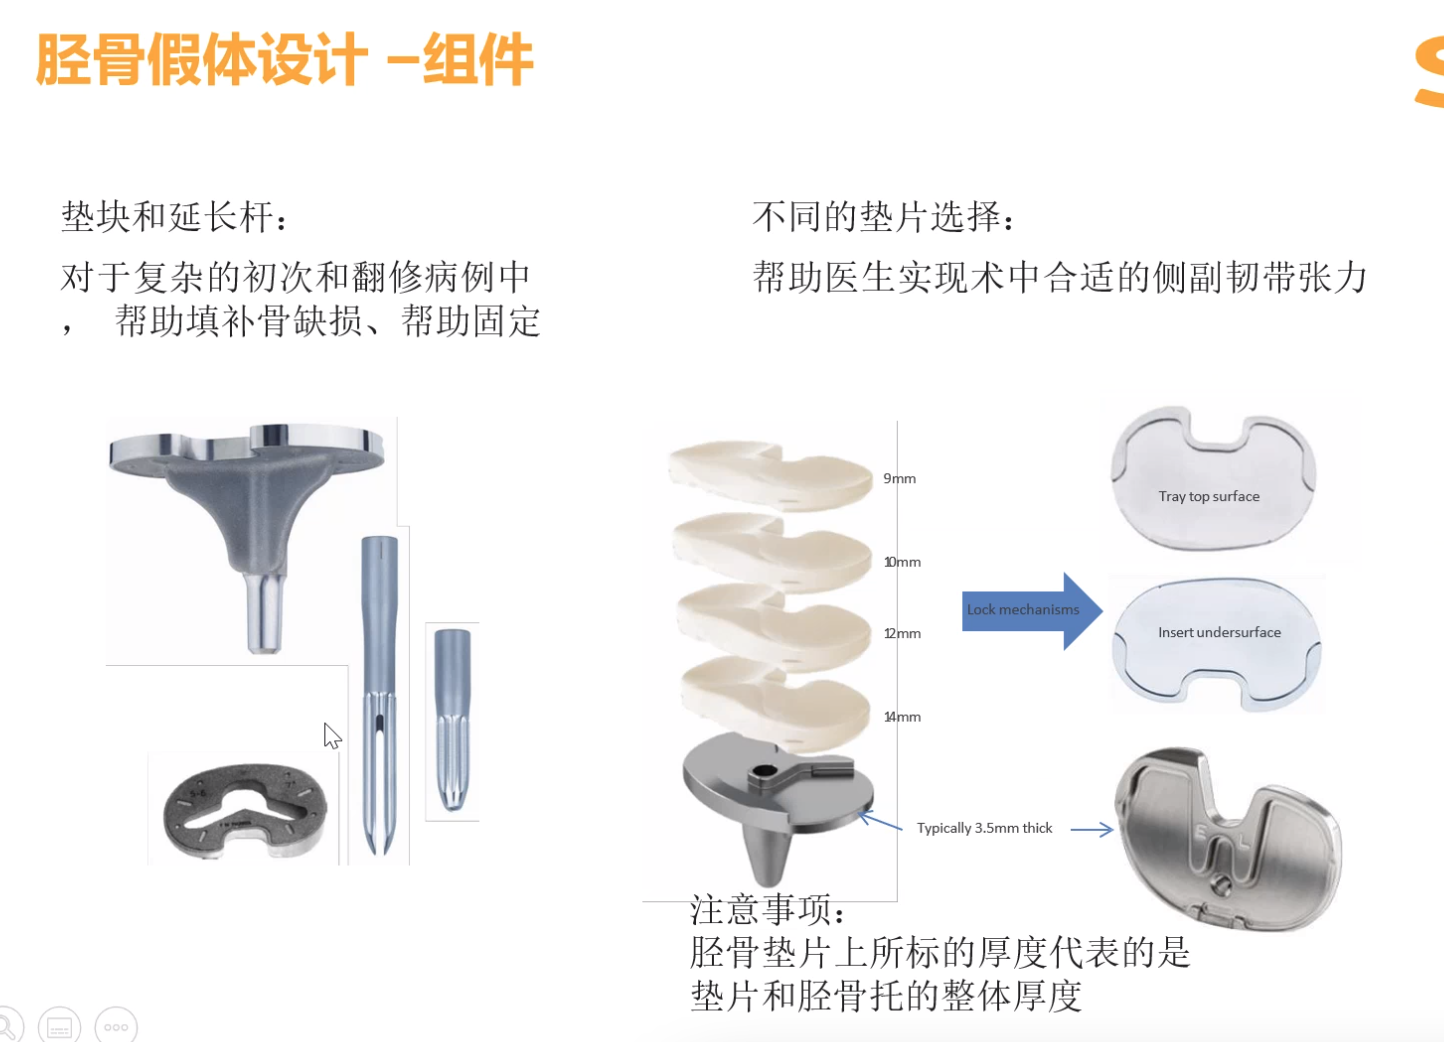 胫骨假体设计 –组件
垫块和延长杆：
对于复杂的初次和翻修病例中
， 帮助填补骨缺损、帮助固定
不同的垫片选择：
帮助医生实现术中合适的侧副韧带张力
9mm
10mm
12mm
14mm
Lock mechanisms
Tray top surface
Insert undersurface
Typically 3.5mm thick
注意事项：
胫骨垫片上所标的厚度代表的是
垫片和胫骨托的整体厚度